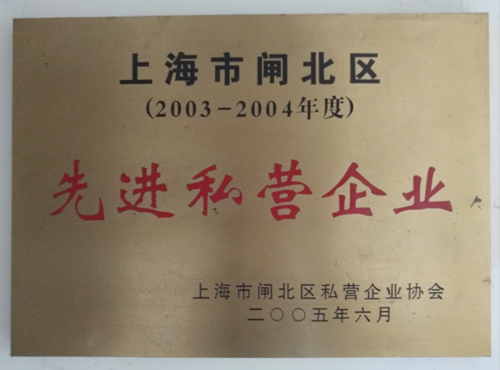 上海市闸北区
(2003-2004年度)
先进私营企业
上海市闸北区私营企业协会
二〇〇五年六月